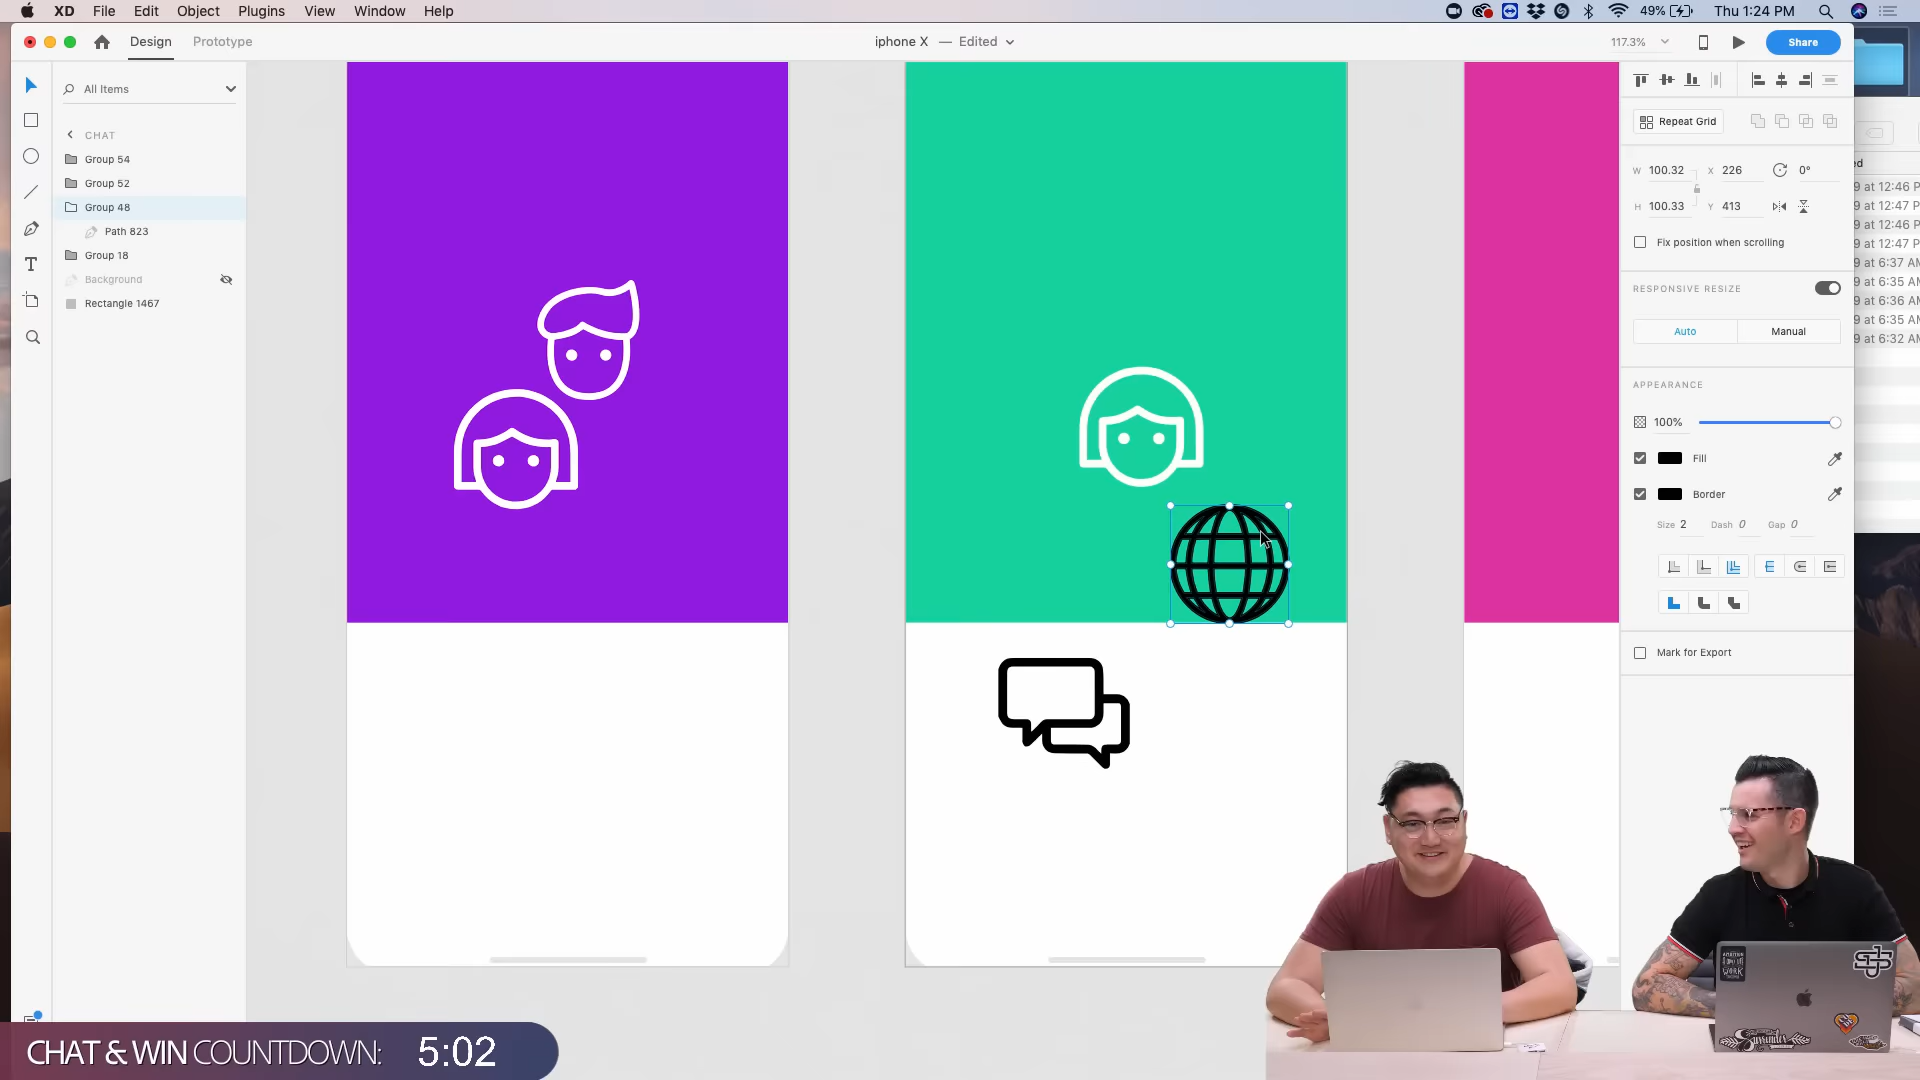 XD File Edit Object Plugins View Window Help
49% Thu 1:24 PM
Design Prototype
iphone X — Edited
117.3%
Share
All Items
CHAT
Group 54
Group 52
Group 48
Path 823
Group 18
Background
Rectangle 1467
Repeat Grid
W 100.32 X 226 0°
H 100.33 Y 413
Fix position when scrolling
RESPONSIVE RESIZE
Auto Manual
APPEARANCE
100%
Fill
Border
Size 2 Dash 0 Gap 0
Mark for Export
ed
9 at 12:46 P
9 at 12:47 P
9 at 12:46 P
9 at 12:47 P
9 at 6:37 AM
9 at 6:35 AM
9 at 6:36 AM
9 at 6:35 AM
9 at 6:32 AM
CHAT & WIN COUNTDOWN: 5:02